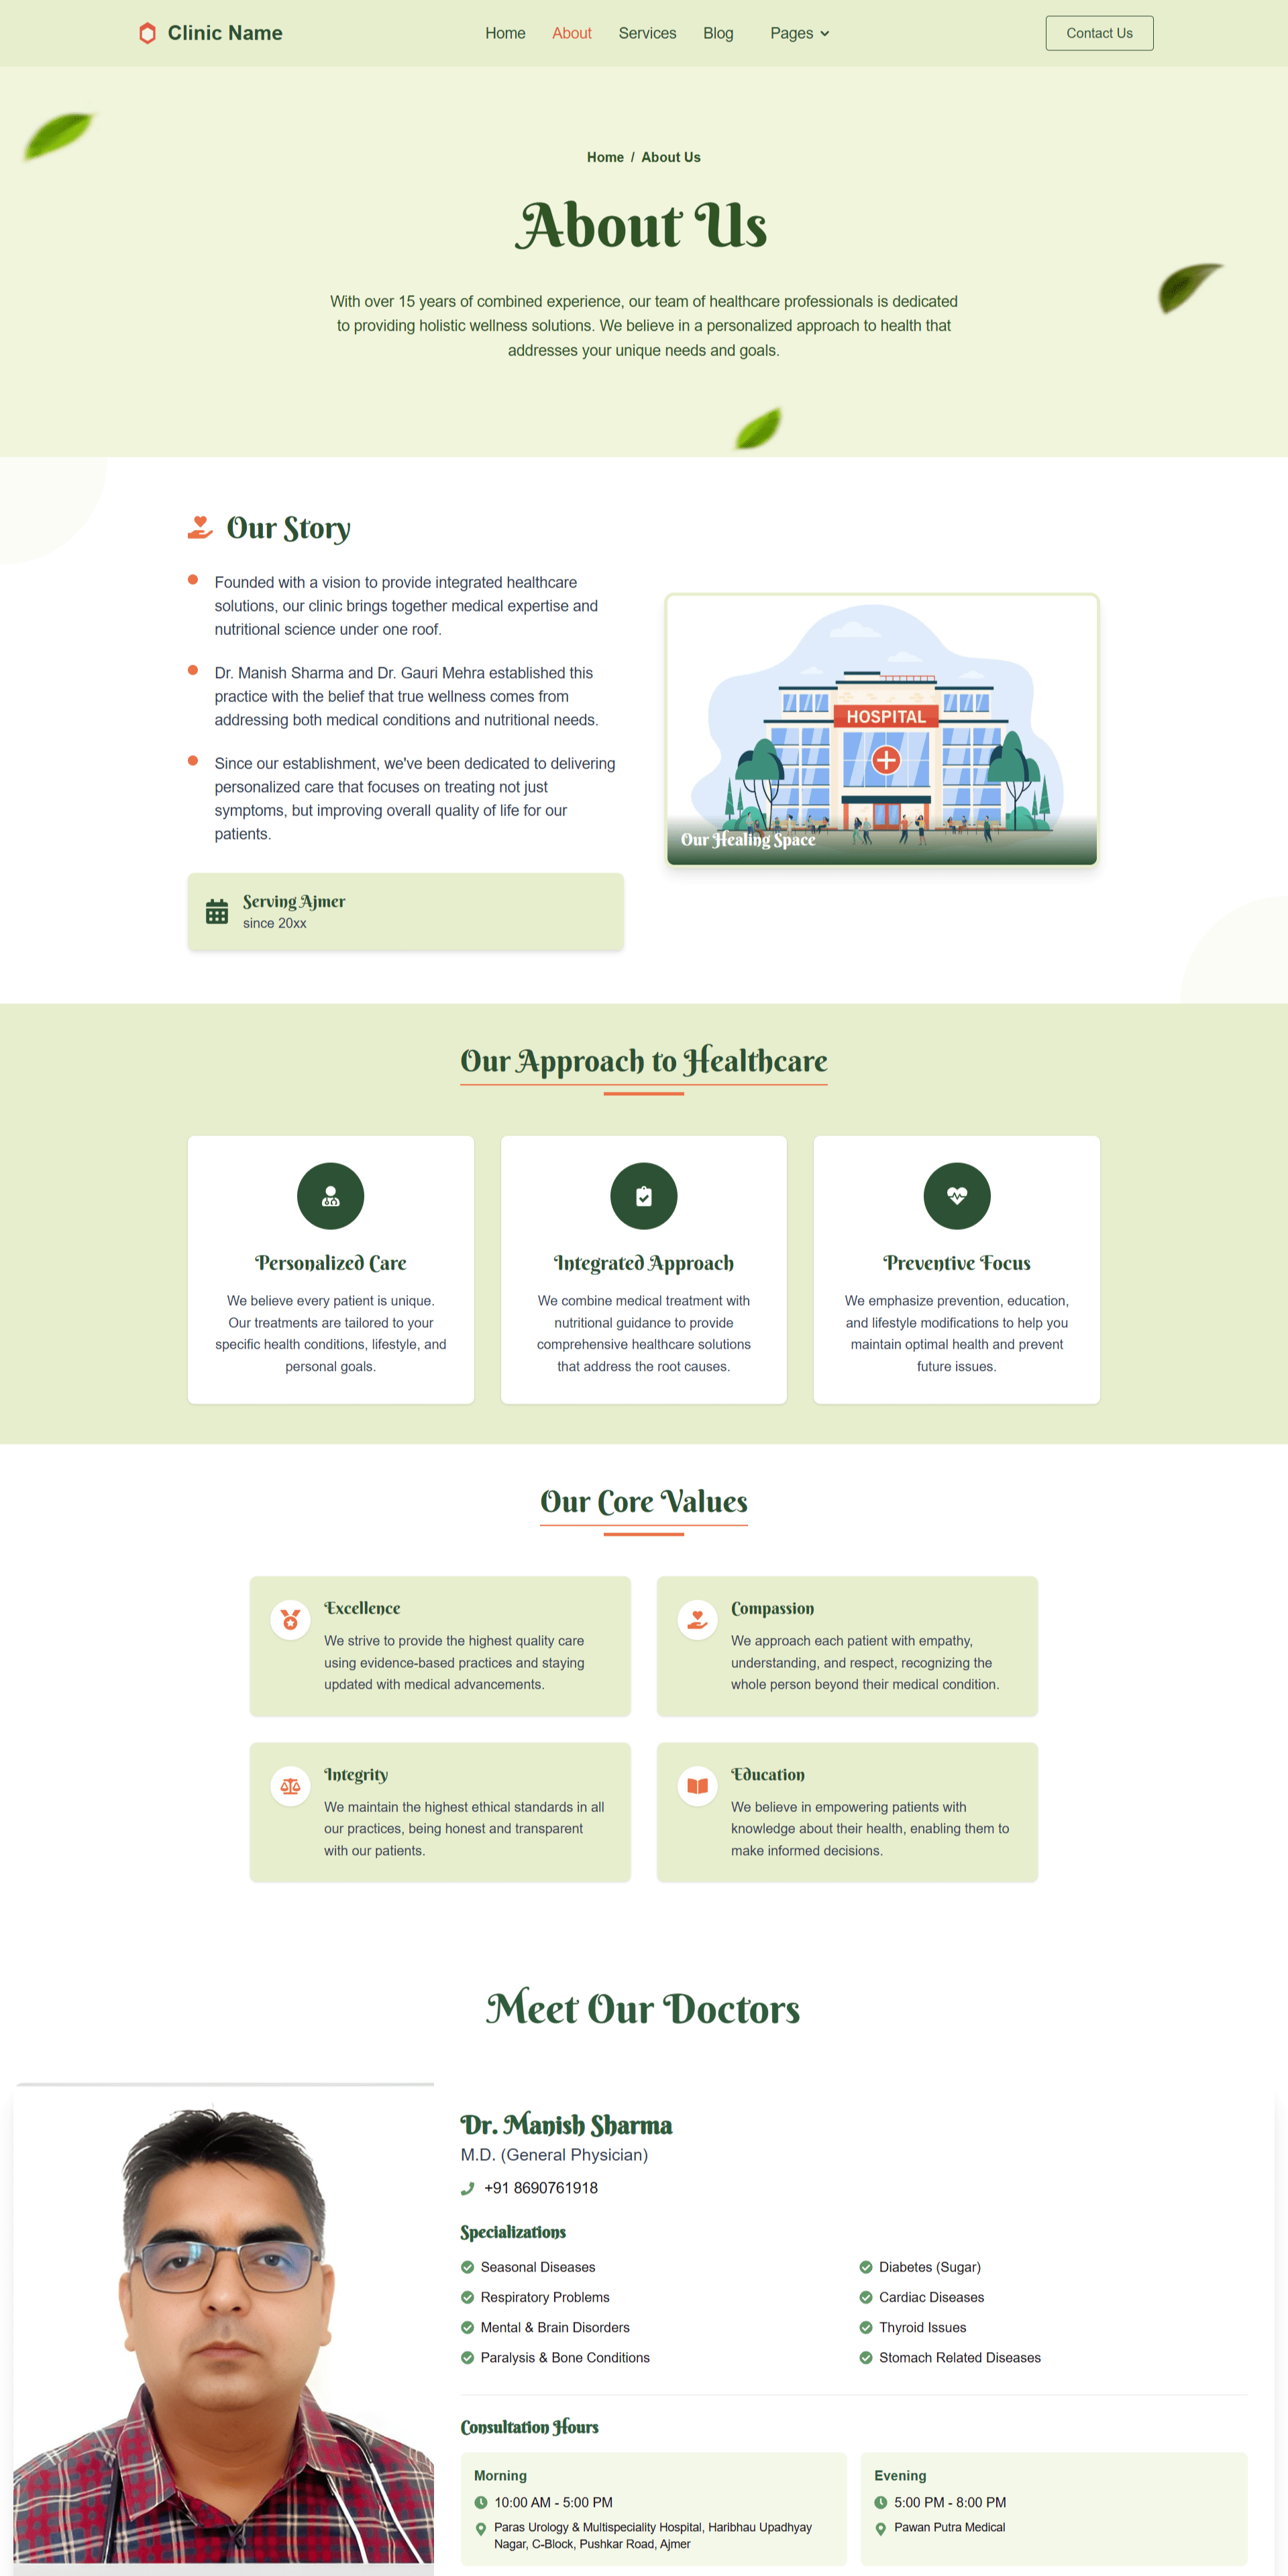 Clinic Name
Home
About
Services
Blog
Pages
Contact Us
Home / About Us
About Us
With over 15 years of combined experience, our team of healthcare professionals is dedicated
to providing holistic wellness solutions. We believe in a personalized approach to health that
addresses your unique needs and goals.
Our Story
Founded with a vision to provide integrated healthcare
solutions, our clinic brings together medical expertise and
nutritional science under one roof.
Dr. Manish Sharma and Dr. Gauri Mehra established this
practice with the belief that true wellness comes from
addressing both medical conditions and nutritional needs.
Since our establishment, we've been dedicated to delivering
personalized care that focuses on treating not just
symptoms, but improving overall quality of life for our
patients.
Serving Ajmer
since 20xx
HOSPITAL
Our Healing Space
Our Approach to Healthcare
Personalized Care
We believe every patient is unique.
Our treatments are tailored to your
specific health conditions, lifestyle, and
personal goals.
Integrated Approach
We combine medical treatment with
nutritional guidance to provide
comprehensive healthcare solutions
that address the root causes.
Preventive Focus
We emphasize prevention, education,
and lifestyle modifications to help you
maintain optimal health and prevent
future issues.
Our Core Values
Excellence
We strive to provide the highest quality care
using evidence-based practices and staying
updated with medical advancements.
Compassion
We approach each patient with empathy,
understanding, and respect, recognizing the
whole person beyond their medical condition.
Integrity
We maintain the highest ethical standards in all
our practices, being honest and transparent
with our patients.
Education
We believe in empowering patients with
knowledge about their health, enabling them to
make informed decisions.
Meet Our Doctors
Dr. Manish Sharma
M.D. (General Physician)
+91 8690761918
Specializations
Seasonal Diseases
Diabetes (Sugar)
Respiratory Problems
Cardiac Diseases
Mental & Brain Disorders
Thyroid Issues
Paralysis & Bone Conditions
Stomach Related Diseases
Consultation Hours
Morning
10:00 AM - 5:00 PM
Paras Urology & Multispeciality Hospital, Haribhau Upadhyay
Nagar, C-Block, Pushkar Road, Ajmer
Evening
5:00 PM - 8:00 PM
Pawan Putra Medical